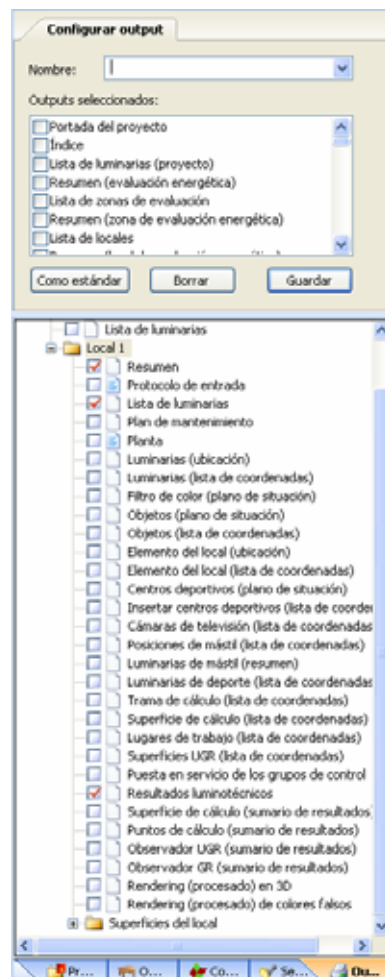 Configurar output
Nombre:
Outputs seleccionados:
Portada del proyecto
Índice
Lista de luminarias (proyecto)
Resumen (evaluación energética)
Lista de zonas de evaluación
Resumen (zona de evaluación energética)
Lista de locales
Como estándar
Borrar
Guardar
Lista de luminarias
Local 1
Resumen
Protocolo de entrada
Lista de luminarias
Plan de mantenimiento
Planta
Luminarias (ubicación)
Luminarias (lista de coordenadas)
Filtro de color (plano de situación)
Objetos (plano de situación)
Objetos (lista de coordenadas)
Elemento del local (ubicación)
Elemento del local (lista de coordenadas)
Centros deportivos (plano de situación)
Insertar centros deportivos (lista de coorden
Cámaras de televisión (lista de coordenadas
Posiciones de mástil (lista de coordenadas)
Luminarias de mástil (resumen)
Luminarias de deporte (lista de coordenadas
Trama de cálculo (lista de coordenadas)
Superficie de cálculo (lista de coordenadas)
Lugares de trabajo (lista de coordenadas)
Superficies UGR (lista de coordenadas)
Puesta en servicio de los grupos de control
Resultados luminotécnicos
Superficie de cálculo (sumario de resultados)
Puntos de cálculo (sumario de resultados)
Observador UGR (sumario de resultados)
Observador GR (sumario de resultados)
Rendering (procesado) en 3D
Rendering (procesado) de colores falsos
Superficies del local
Pr... O... Co... Se... Ou...